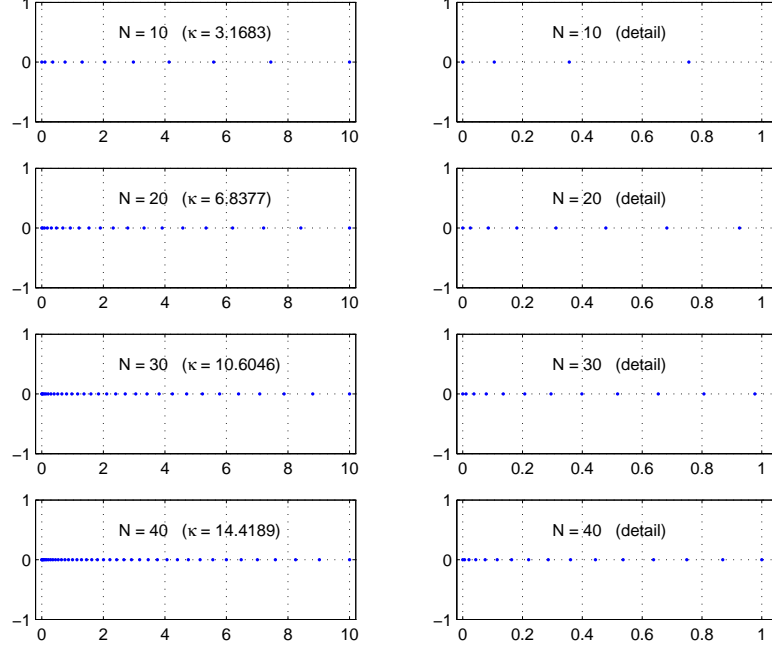 1
N = 10 (κ = 3.1683)
0
−1
0 2 4 6 8 10
1
N = 10 (detail)
0
−1
0 0.2 0.4 0.6 0.8 1
1
N = 20 (κ = 6.8377)
0
−1
0 2 4 6 8 10
1
N = 20 (detail)
0
−1
0 0.2 0.4 0.6 0.8 1
1
N = 30 (κ = 10.6046)
0
−1
0 2 4 6 8 10
1
N = 30 (detail)
0
−1
0 0.2 0.4 0.6 0.8 1
1
N = 40 (κ = 14.4189)
0
−1
0 2 4 6 8 10
1
N = 40 (detail)
0
−1
0 0.2 0.4 0.6 0.8 1